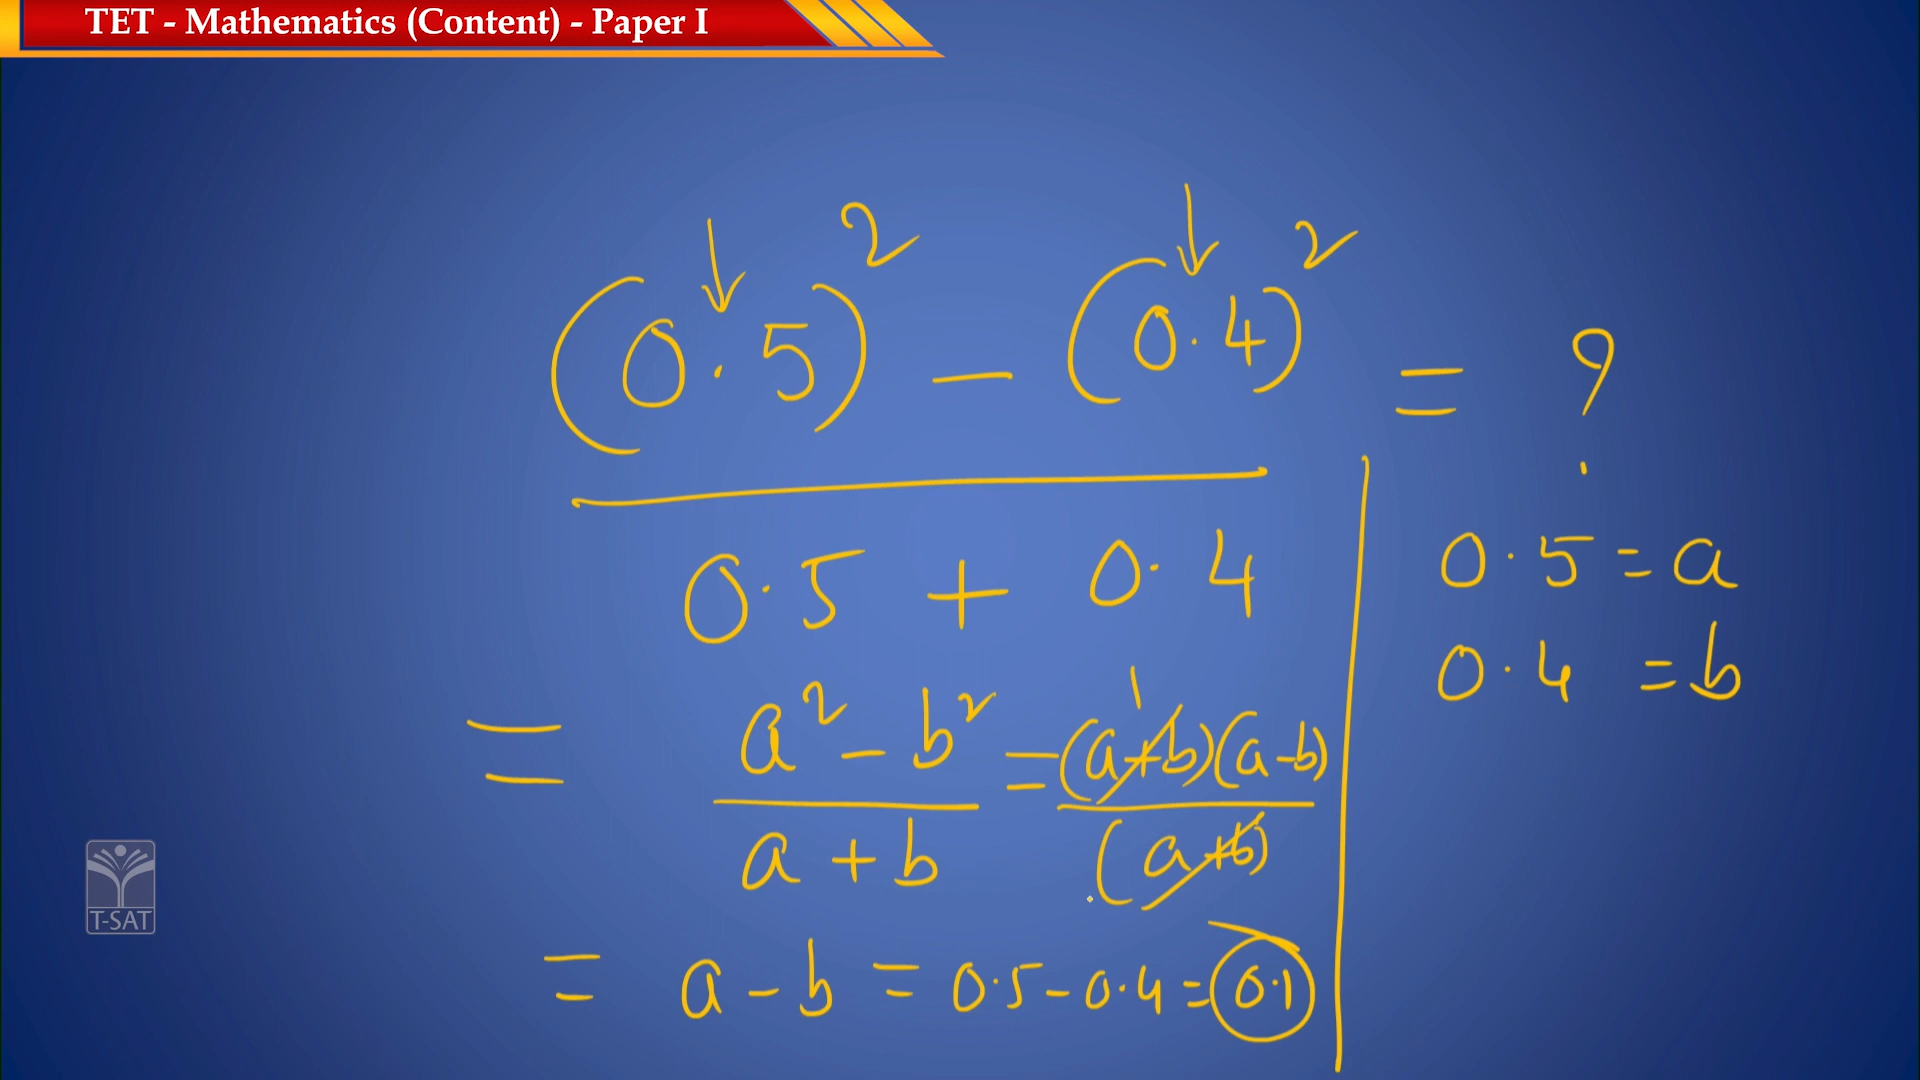 TET - Mathematics (Content) - Paper I
(0.5)² - (0.4)² = ?
0.5 + 0.4
0.5 = a
0.4 = b
= a² - b² = (a+b)(a-b)
1
a + b (a+b)
= a - b = 0.5 - 0.4 = 0.1
T-SAT